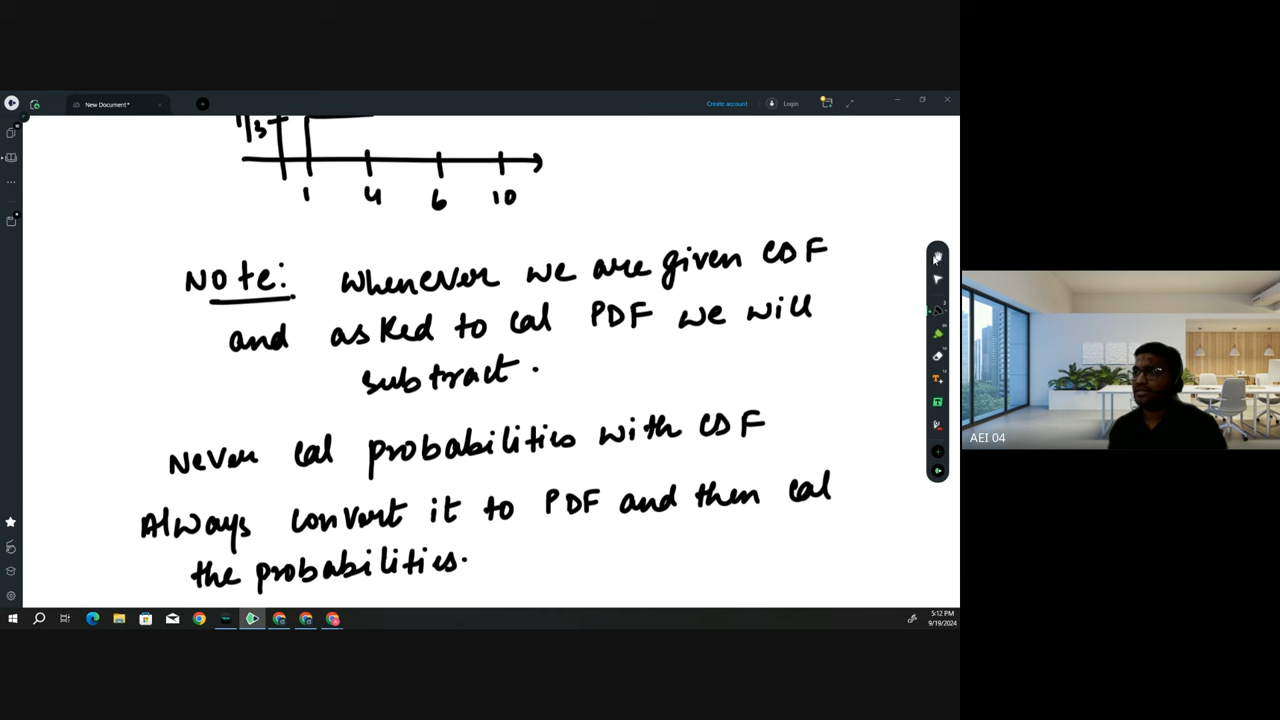 New Document*
Create account
Login
1/3
1 4 6 10
Note: Whenever we are given CDF
and asked to cal PDF we will
subtract.
Never cal probabilities with CDF
Always convert it to PDF and then cal
the probabilities.
AEI 04
5:12 PM
9/19/2024